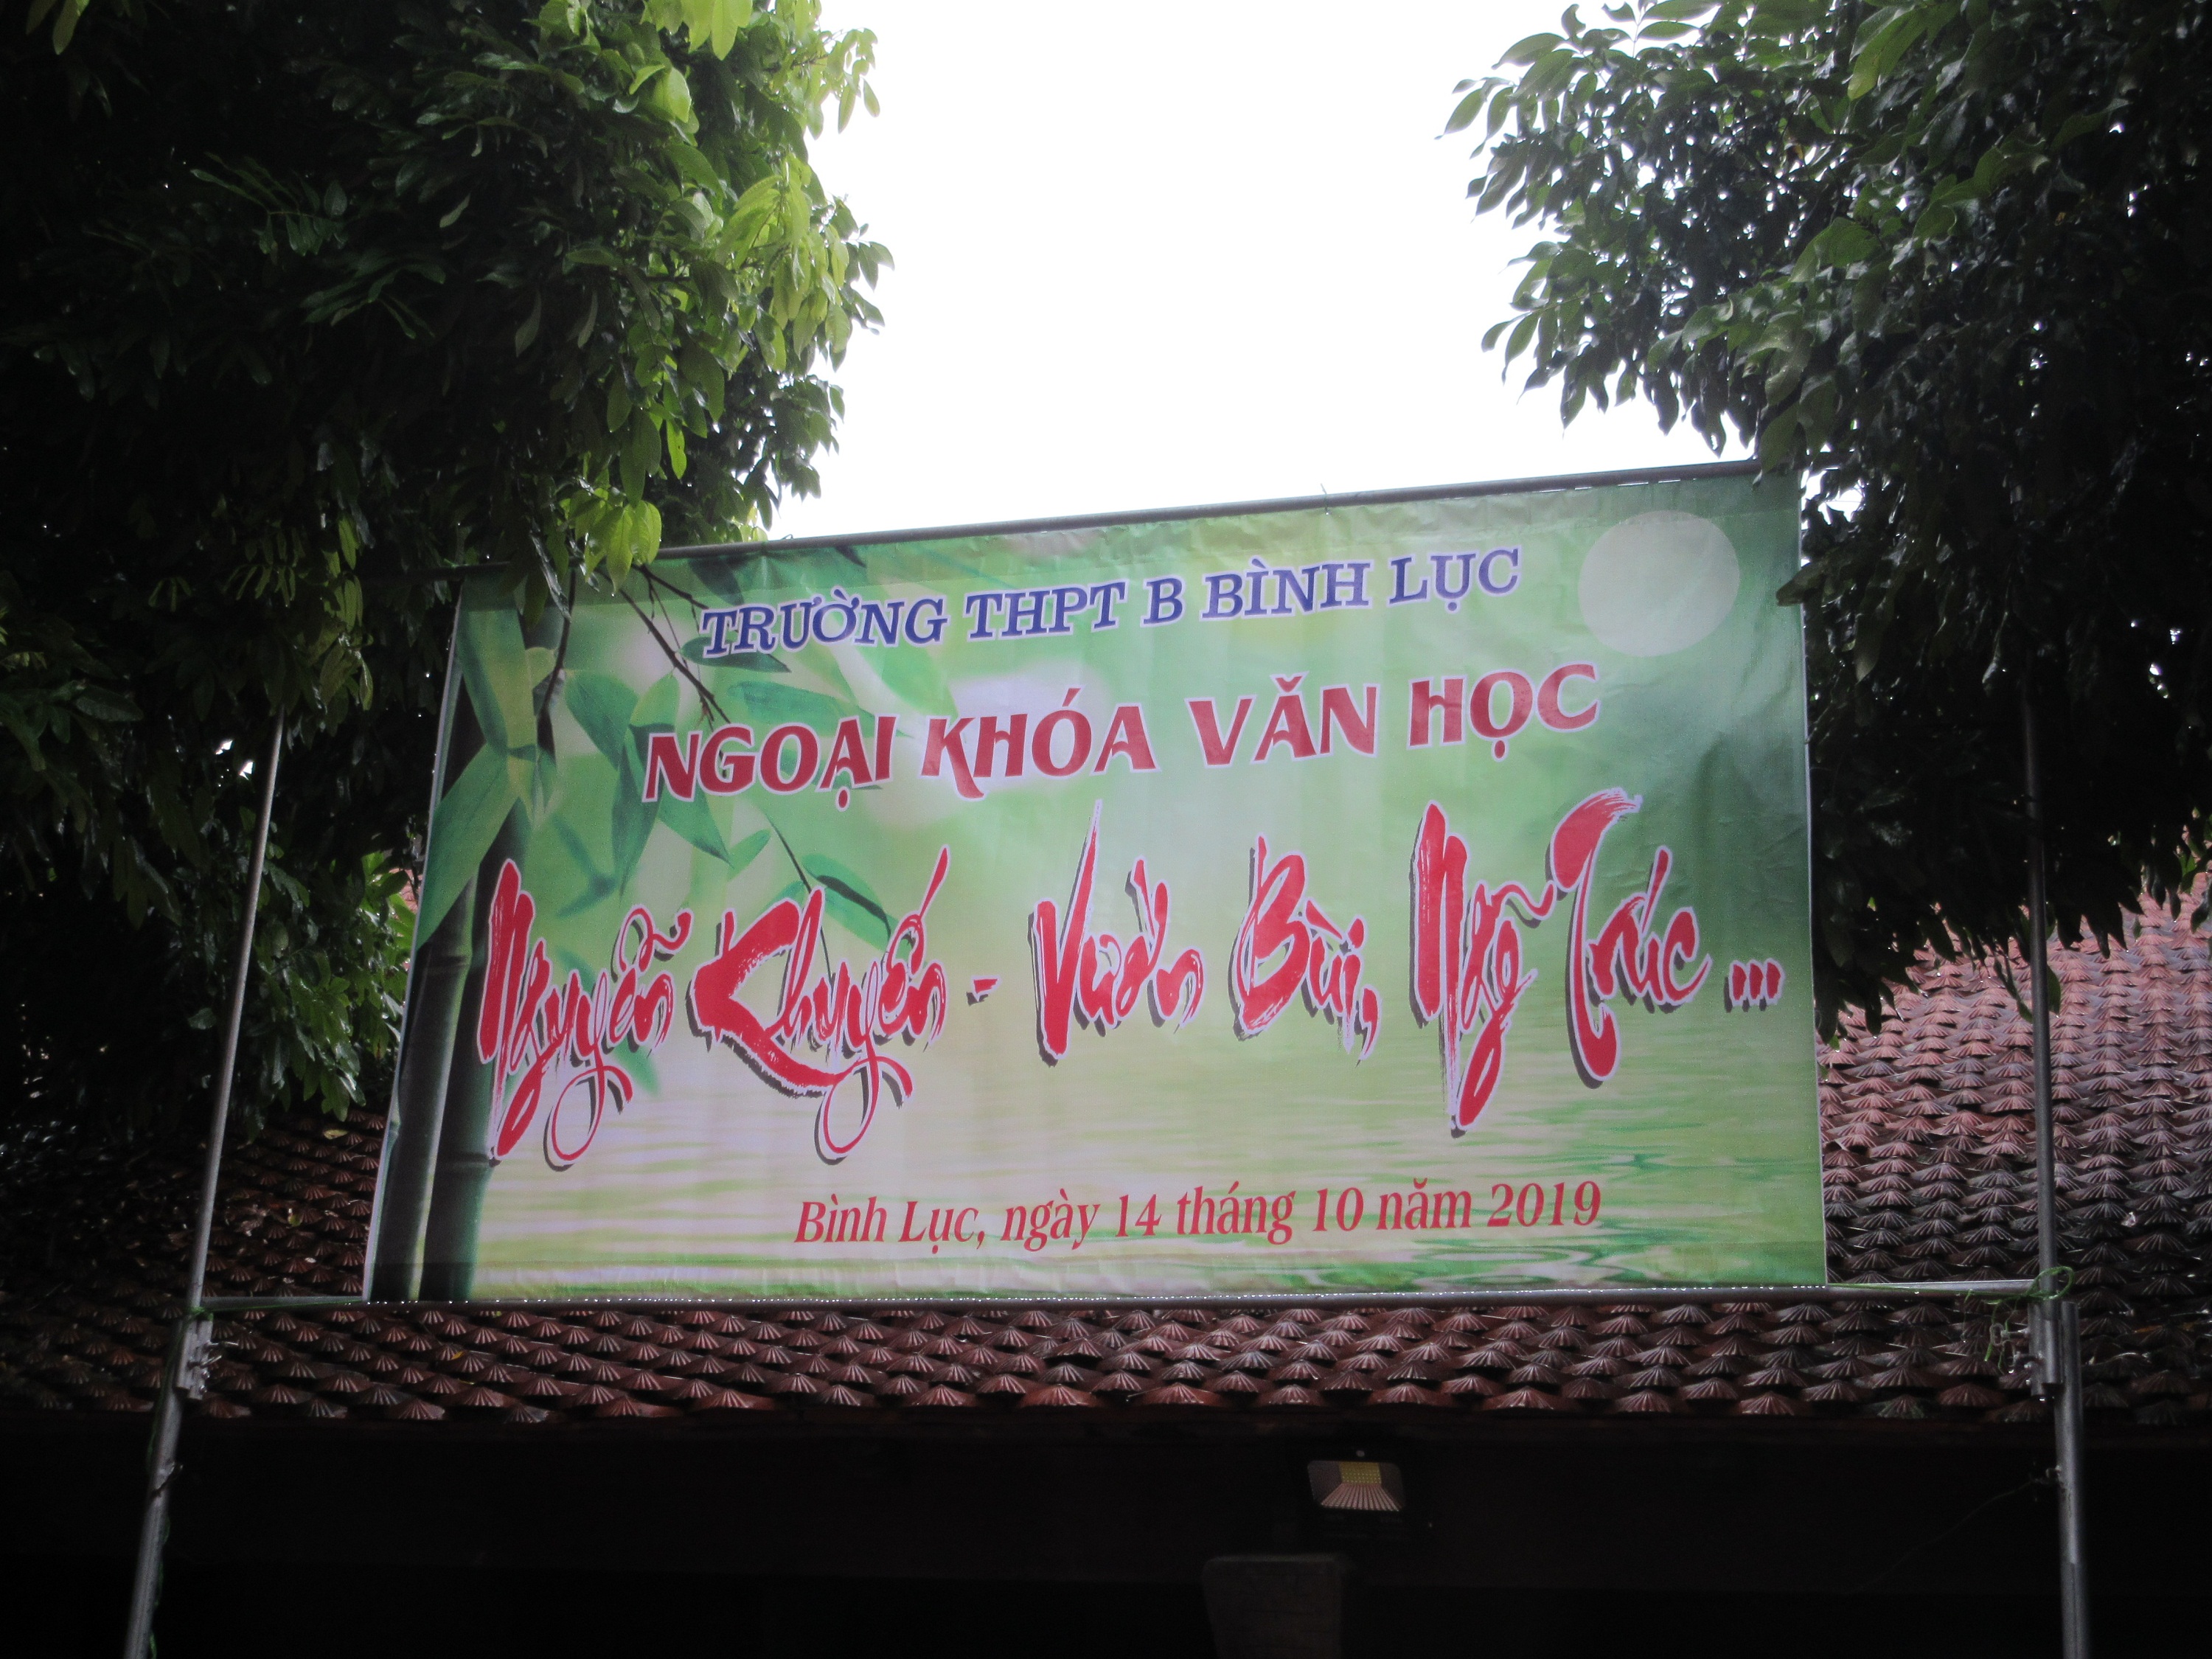 TRƯỜNG THPT B BÌNH LỤC
NGOẠI KHÓA VĂN HỌC
Nguyễn Khuyến - Vườn Bùi, Ngõ Trúc ...
Bình Lục, ngày 14 tháng 10 năm 2019